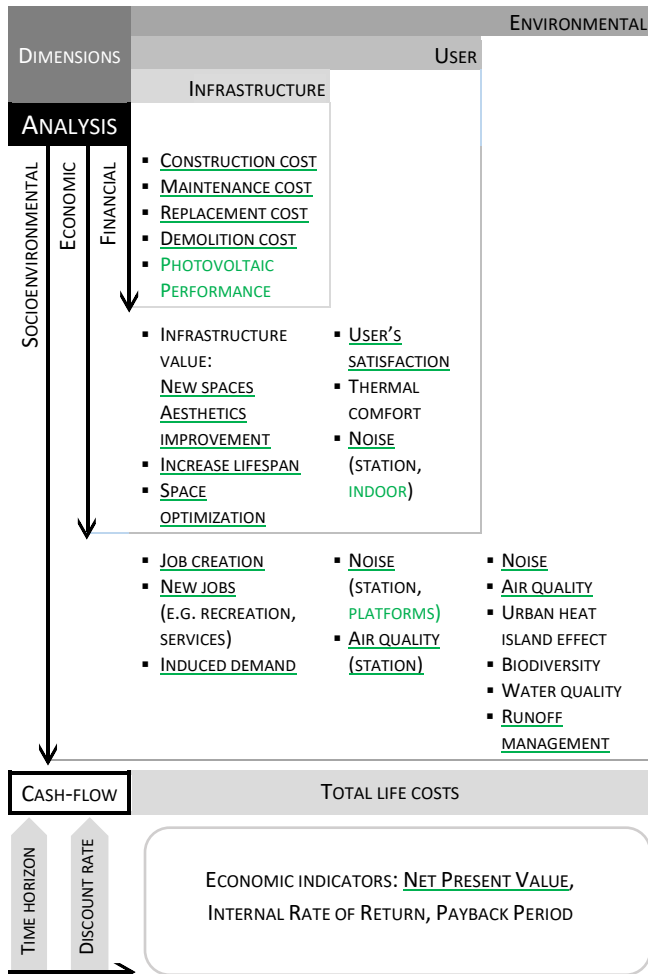 ENVIRONMENTAL
DIMENSIONS
USER
INFRASTRUCTURE
ANALYSIS
SOCIOENVIRONMENTAL
ECONOMIC
FINANCIAL
▪ CONSTRUCTION COST
▪ MAINTENANCE COST
▪ REPLACEMENT COST
▪ DEMOLITION COST
▪ PHOTOVOLTAIC
PERFORMANCE
▪ INFRASTRUCTURE
VALUE:
NEW SPACES
AESTHETICS
IMPROVEMENT
▪ INCREASE LIFESPAN
▪ SPACE
OPTIMIZATION
▪ USER'S
SATISFACTION
▪ THERMAL
COMFORT
▪ NOISE
(STATION,
INDOOR)
▪ JOB CREATION
▪ NEW JOBS
(E.G. RECREATION,
SERVICES)
▪ INDUCED DEMAND
▪ NOISE
(STATION,
PLATFORMS)
▪ AIR QUALITY
(STATION)
▪ NOISE
▪ AIR QUALITY
▪ URBAN HEAT
ISLAND EFFECT
▪ BIODIVERSITY
▪ WATER QUALITY
▪ RUNOFF
MANAGEMENT
CASH-FLOW
TOTAL LIFE COSTS
TIME HORIZON
DISCOUNT RATE
ECONOMIC INDICATORS: NET PRESENT VALUE,
INTERNAL RATE OF RETURN, PAYBACK PERIOD